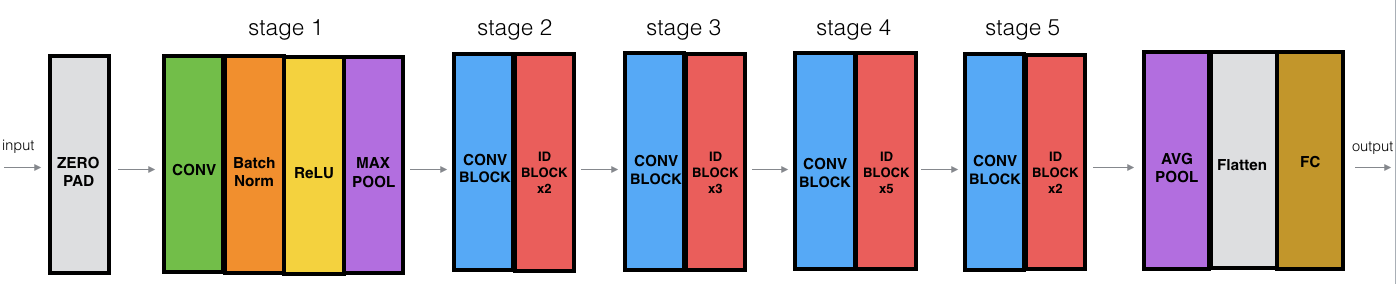 stage 1
stage 2
stage 3
stage 4
stage 5
input
ZERO
PAD
CONV
Batch
Norm
ReLU
MAX
POOL
CONV
BLOCK
ID
BLOCK
x2
CONV
BLOCK
ID
BLOCK
x3
CONV
BLOCK
ID
BLOCK
x5
CONV
BLOCK
ID
BLOCK
x2
AVG
POOL
Flatten
FC
output